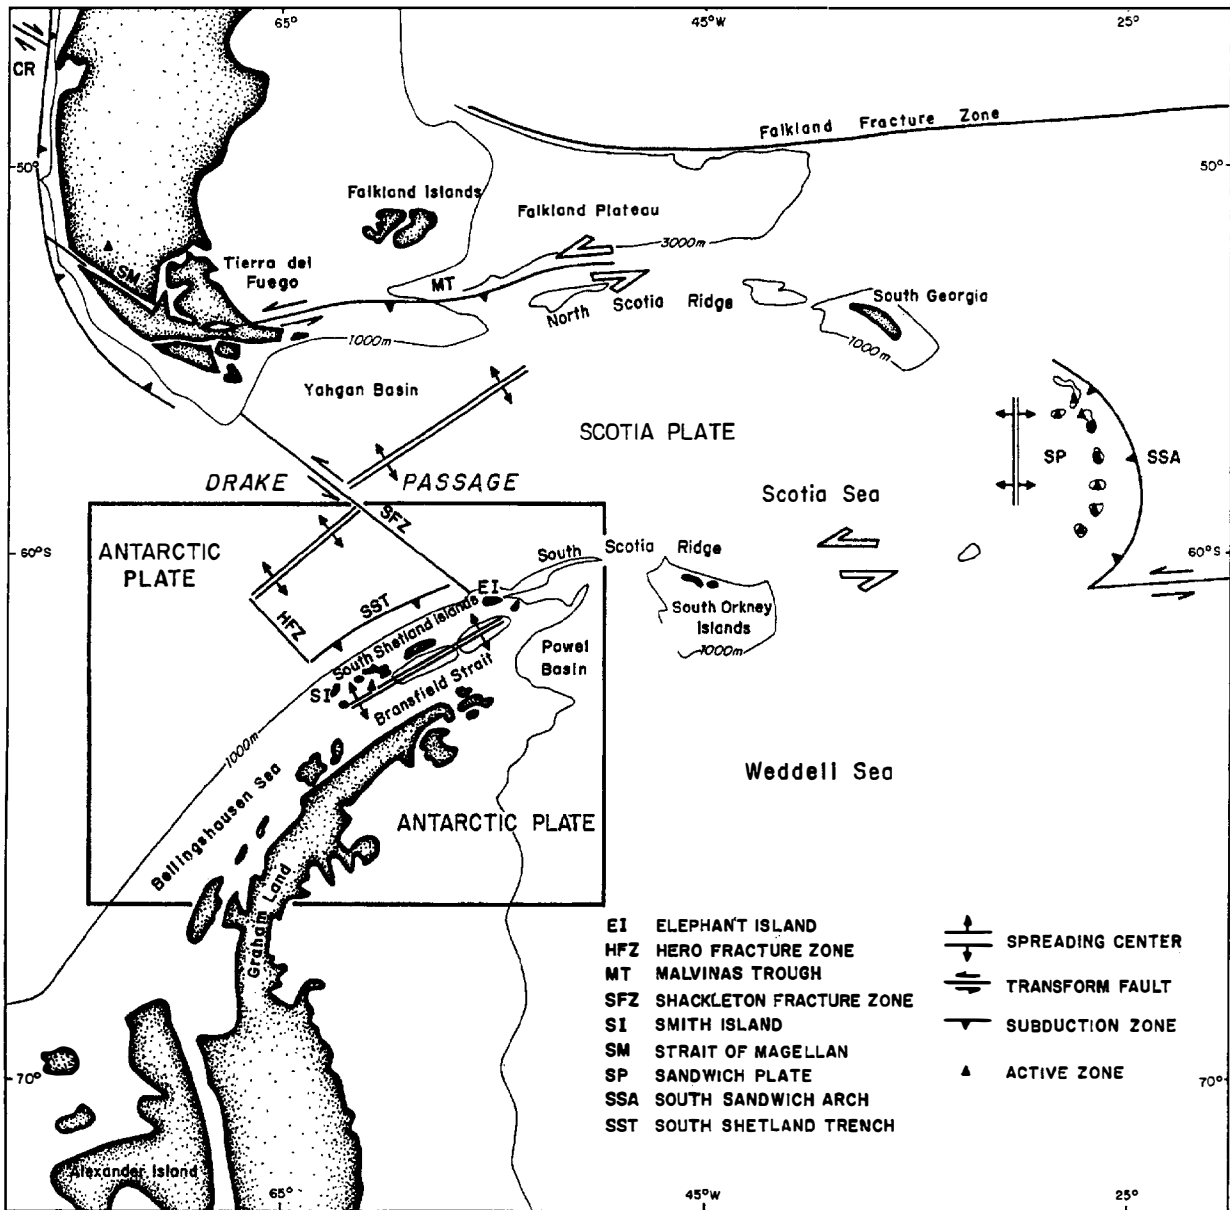 65°
45°W
25°
CR
Falkland Fracture Zone
50°
50°
Falkland Islands
Falkland Plateau
3000m
SM
Tierra del
Fuego
MT
North Scotia Ridge
South Georgia
1000m
1000m
Yahgan Basin
SCOTIA PLATE
SP
SSA
DRAKE PASSAGE
Scotia Sea
SFZ
60°S
ANTARCTIC
PLATE
South Scotia Ridge
60°S
EI
SST
HFZ
South Shetland Islands
South Orkney
Islands
1000m
Powel
Basin
SI
Bransfield Strait
1000m
Weddell Sea
Bellingshausen Sea
ANTARCTIC PLATE
Graham Land
EI ELEPHANT ISLAND
HFZ HERO FRACTURE ZONE
MT MALVINAS TROUGH
SFZ SHACKLETON FRACTURE ZONE
SI SMITH ISLAND
SM STRAIT OF MAGELLAN
SP SANDWICH PLATE
SSA SOUTH SANDWICH ARCH
SST SOUTH SHETLAND TRENCH
SPREADING CENTER
TRANSFORM FAULT
SUBDUCTION ZONE
ACTIVE ZONE
70°
70°
Alexander Island
65°
45°W
25°